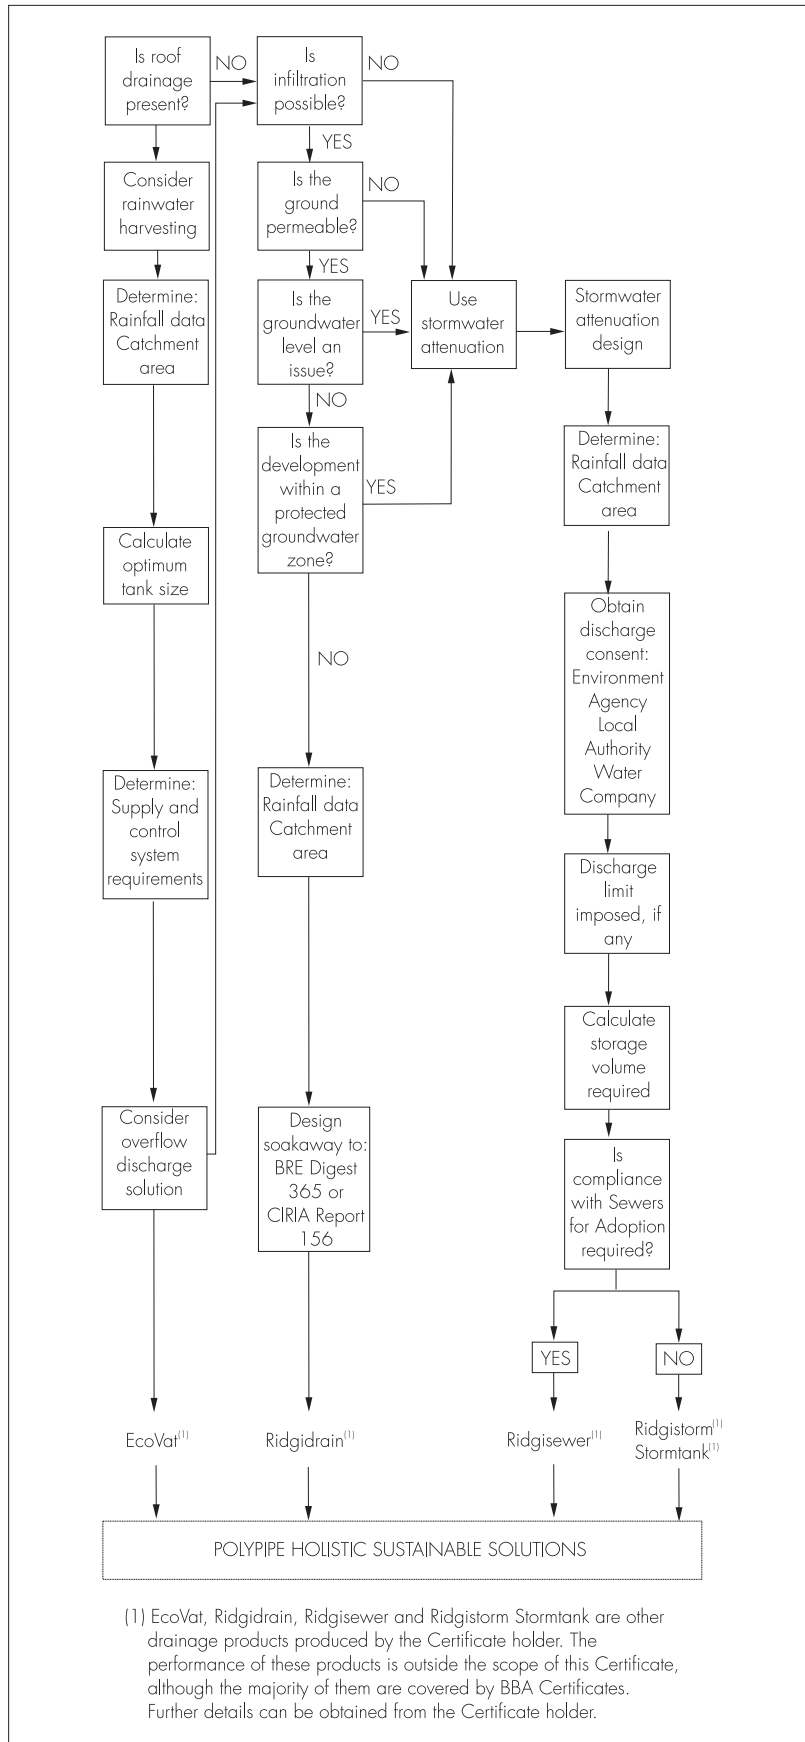 Is roof
drainage
present?
NO
Is
infiltration
possible?
NO
YES
Consider
rainwater
harvesting
Is the
ground
permeable?
NO
YES
Determine:
Rainfall data
Catchment
area
Is the
groundwater
level an
issue?
YES
Use
stormwater
attenuation
Stormwater
attenuation
design
NO
Is the
development
within a
protected
groundwater
zone?
YES
Determine:
Rainfall data
Catchment
area
Calculate
optimum
tank size
NO
Obtain
discharge
consent:
Environment
Agency
Local
Authority
Water
Company
Determine:
Supply and
control
system
requirements
Determine:
Rainfall data
Catchment
area
Discharge
limit
imposed, if
any
Calculate
storage
volume
required
Consider
overflow
discharge
solution
Design
soakaway to:
BRE Digest
365 or
CIRIA Report
156
Is
compliance
with Sewers
for Adoption
required?
YES
NO
EcoVat(1)
Ridgidrain(1)
Ridgisewer(1)
Ridgistorm(1)
Stormtank(1)
POLYPIPE HOLISTIC SUSTAINABLE SOLUTIONS
(1) EcoVat, Ridgidrain, Ridgisewer and Ridgistorm Stormtank are other
drainage products produced by the Certificate holder. The
performance of these products is outside the scope of this Certificate,
although the majority of them are covered by BBA Certificates.
Further details can be obtained from the Certificate holder.